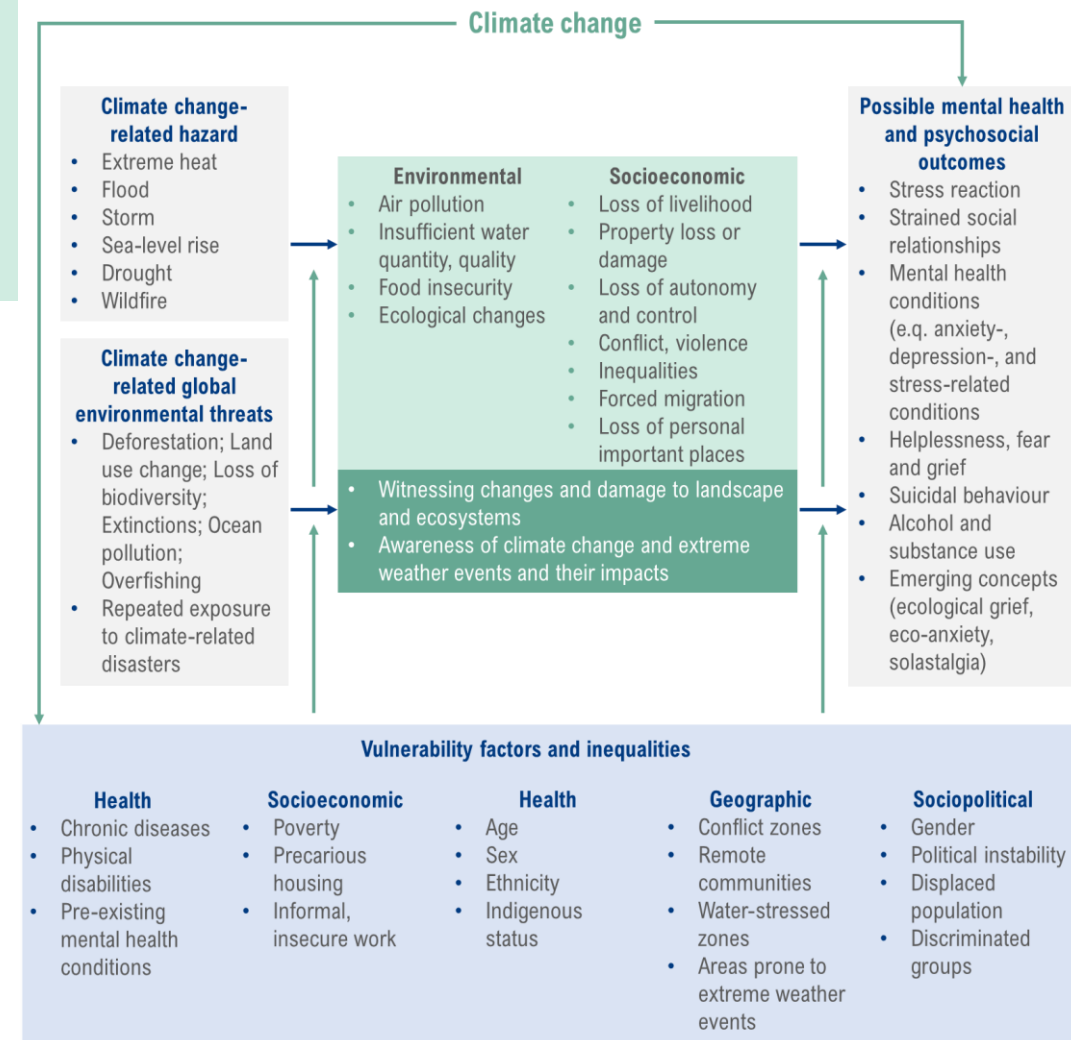 Climate change
Climate change-
related hazard
• Extreme heat
• Flood
• Storm
• Sea-level rise
• Drought
• Wildfire
Climate change-
related global
environmental threats
• Deforestation; Land
use change; Loss of
biodiversity;
Extinctions; Ocean
pollution;
Overfishing
• Repeated exposure
to climate-related
disasters
Environmental
• Air pollution
• Insufficient water
quantity, quality
• Food insecurity
• Ecological changes
Socioeconomic
• Loss of livelihood
• Property loss or
damage
• Loss of autonomy
and control
• Conflict, violence
• Inequalities
• Forced migration
• Loss of personal
important places
• Witnessing changes and damage to landscape
and ecosystems
• Awareness of climate change and extreme
weather events and their impacts
Possible mental health
and psychosocial
outcomes
• Stress reaction
• Strained social
relationships
• Mental health
conditions
(e.q. anxiety-,
depression-, and
stress-related
conditions
• Helplessness, fear
and grief
• Suicidal behaviour
• Alcohol and
substance use
• Emerging concepts
(ecological grief,
eco-anxiety,
solastalgia)
Vulnerability factors and inequalities
Health
• Chronic diseases
• Physical
disabilities
• Pre-existing
mental health
conditions
Socioeconomic
• Poverty
• Precarious
housing
• Informal,
insecure work
Health
• Age
• Sex
• Ethnicity
• Indigenous
status
Geographic
• Conflict zones
• Remote
communities
• Water-stressed
zones
• Areas prone to
extreme weather
events
Sociopolitical
• Gender
• Political instability
• Displaced
population
• Discriminated
groups